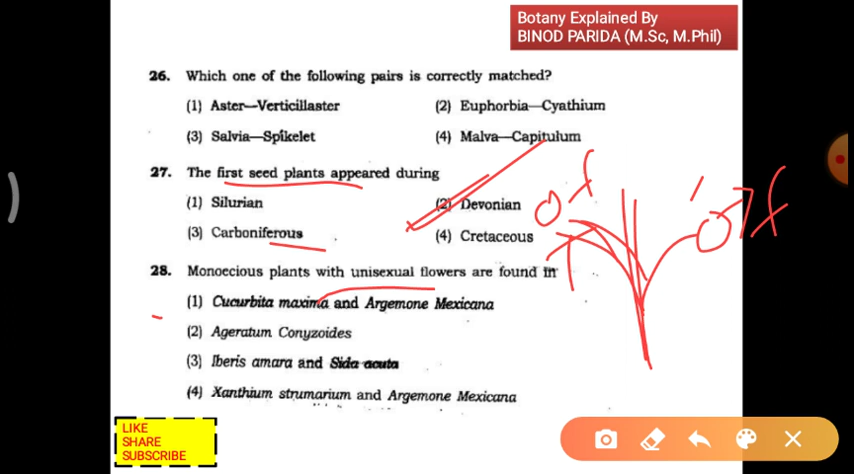 Botany Explained By
BINOD PARIDA (M.Sc, M.Phil)
26. Which one of the following pairs is correctly matched?
(1) Aster—Verticillaster (2) Euphorbia—Cyathium
(3) Salvia—Spikelet (4) Malva—Capitulum
27. The first seed plants appeared during
(1) Silurian (2) Devonian
(3) Carboniferous (4) Cretaceous
28. Monoecious plants with unisexual flowers are found in
(1) Cucurbita maxima and Argemone Mexicana
(2) Ageratum Conyzoides
(3) Iberis amara and Sida acuta
(4) Xanthium strumarium and Argemone Mexicana
LIKE
SHARE
SUBSCRIBE